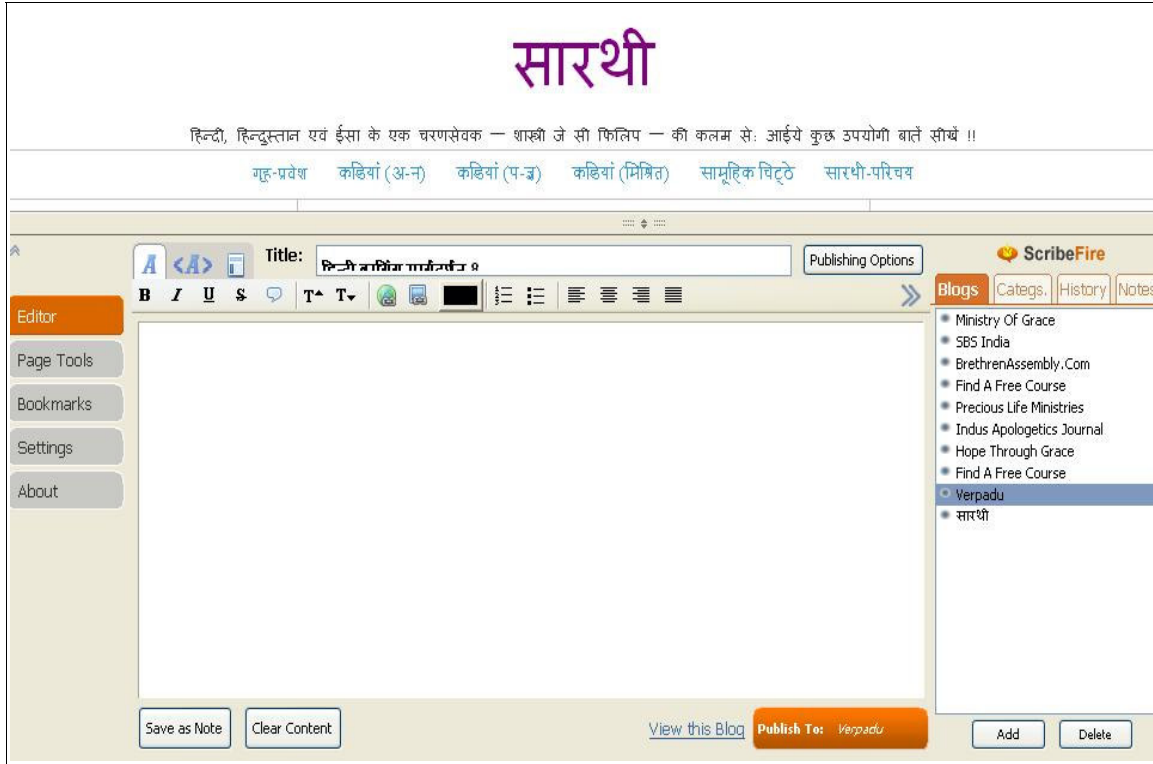 सारथी
हिन्दी, हिन्दुस्तान एवं ईसा के एक चरणसेवक — शास्त्री जे सी फिलिप — की कलम से: आईये कुछ उपयोगी बातें सीखें !!
गृह-प्रवेश कडियां (अ-न) कडियां (प-ज्ञ) कडियां (मिश्रित) सामूहिक चिट्ठे सारथी-परिचय
A <A> Title: Publishing Options
B I U S T T
Editor
Page Tools
Bookmarks
Settings
About
Save as Note Clear Content View this Blog Publish To: Verpadu
ScribeFire
Blogs Categs. History Notes
Ministry Of Grace
SBS India
BrethrenAssembly.Com
Find A Free Course
Precious Life Ministries
Indus Apologetics Journal
Hope Through Grace
Find A Free Course
Verpadu
सारथी
Add Delete